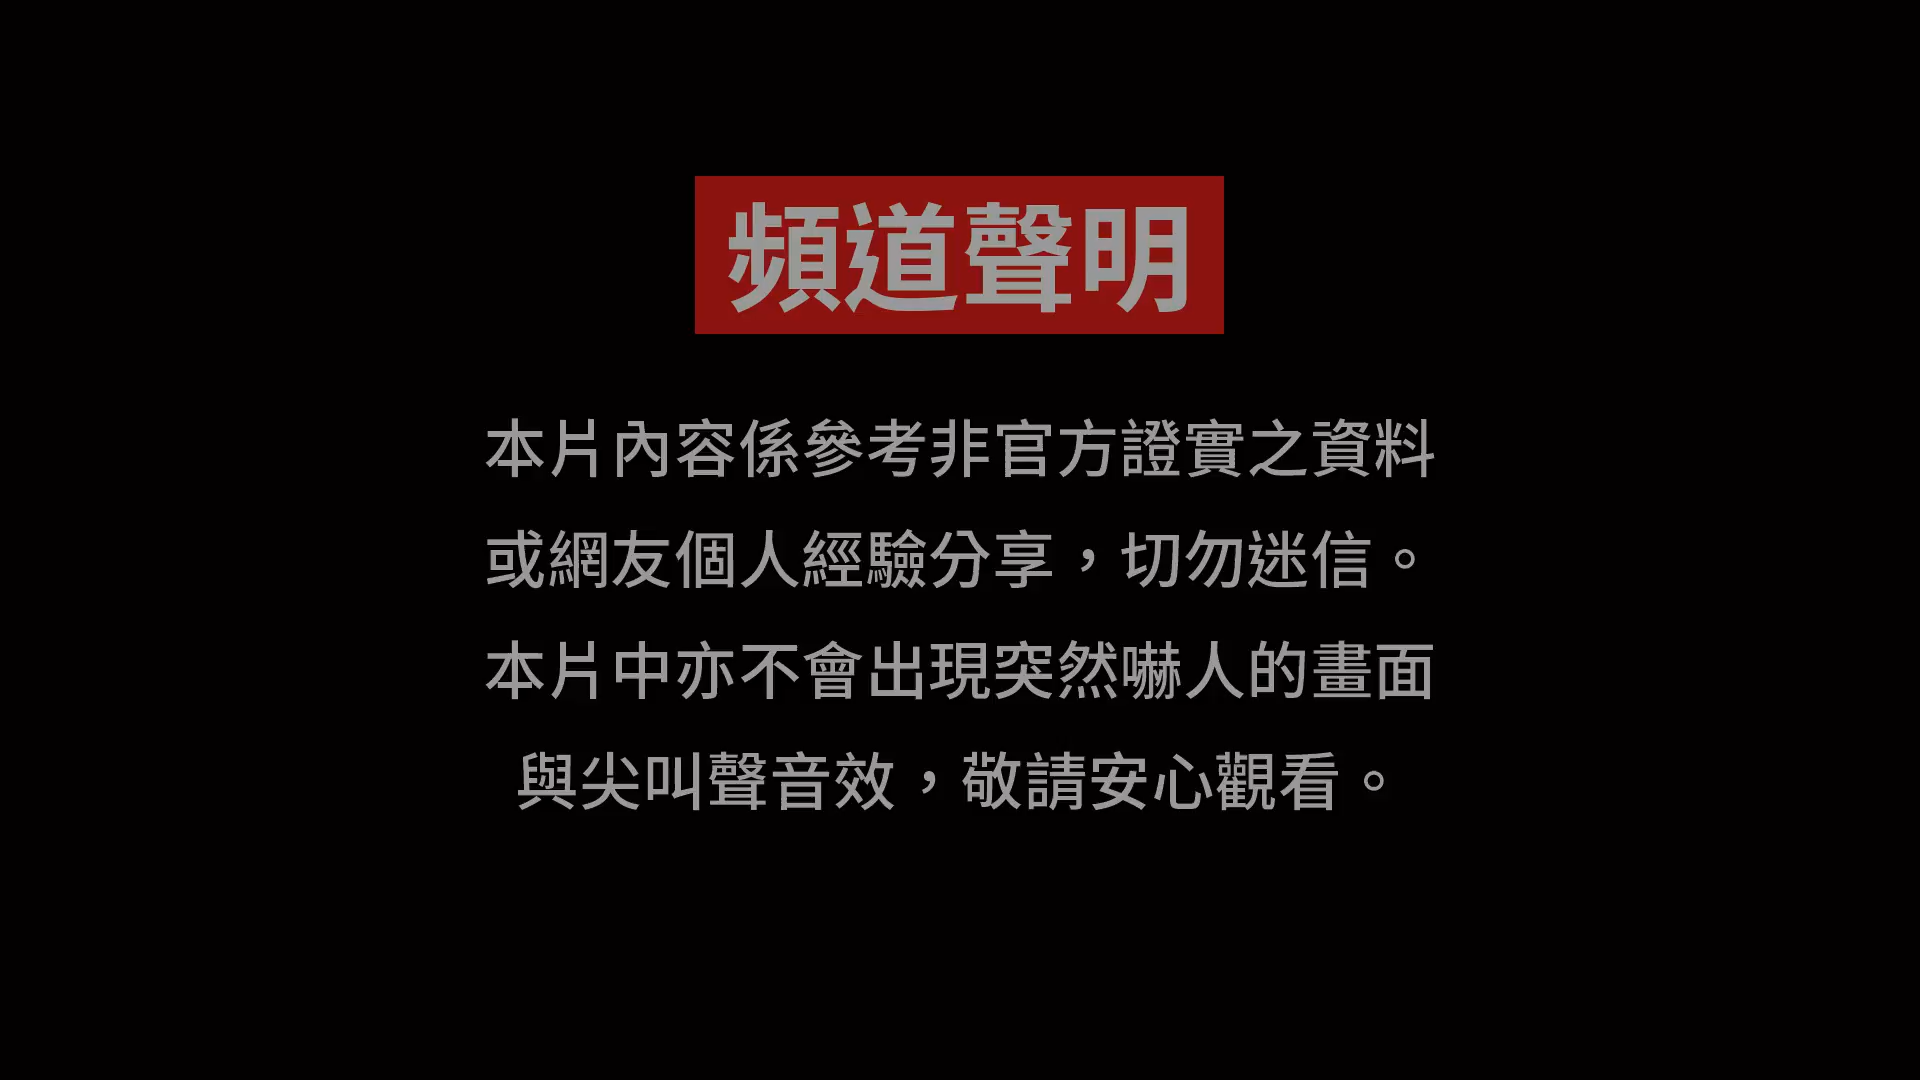 頻道聲明
本片內容係參考非官方證實之資料
或網友個人經驗分享，切勿迷信。
本片中亦不會出現突然嚇人的畫面
與尖叫聲音效，敬請安心觀看。